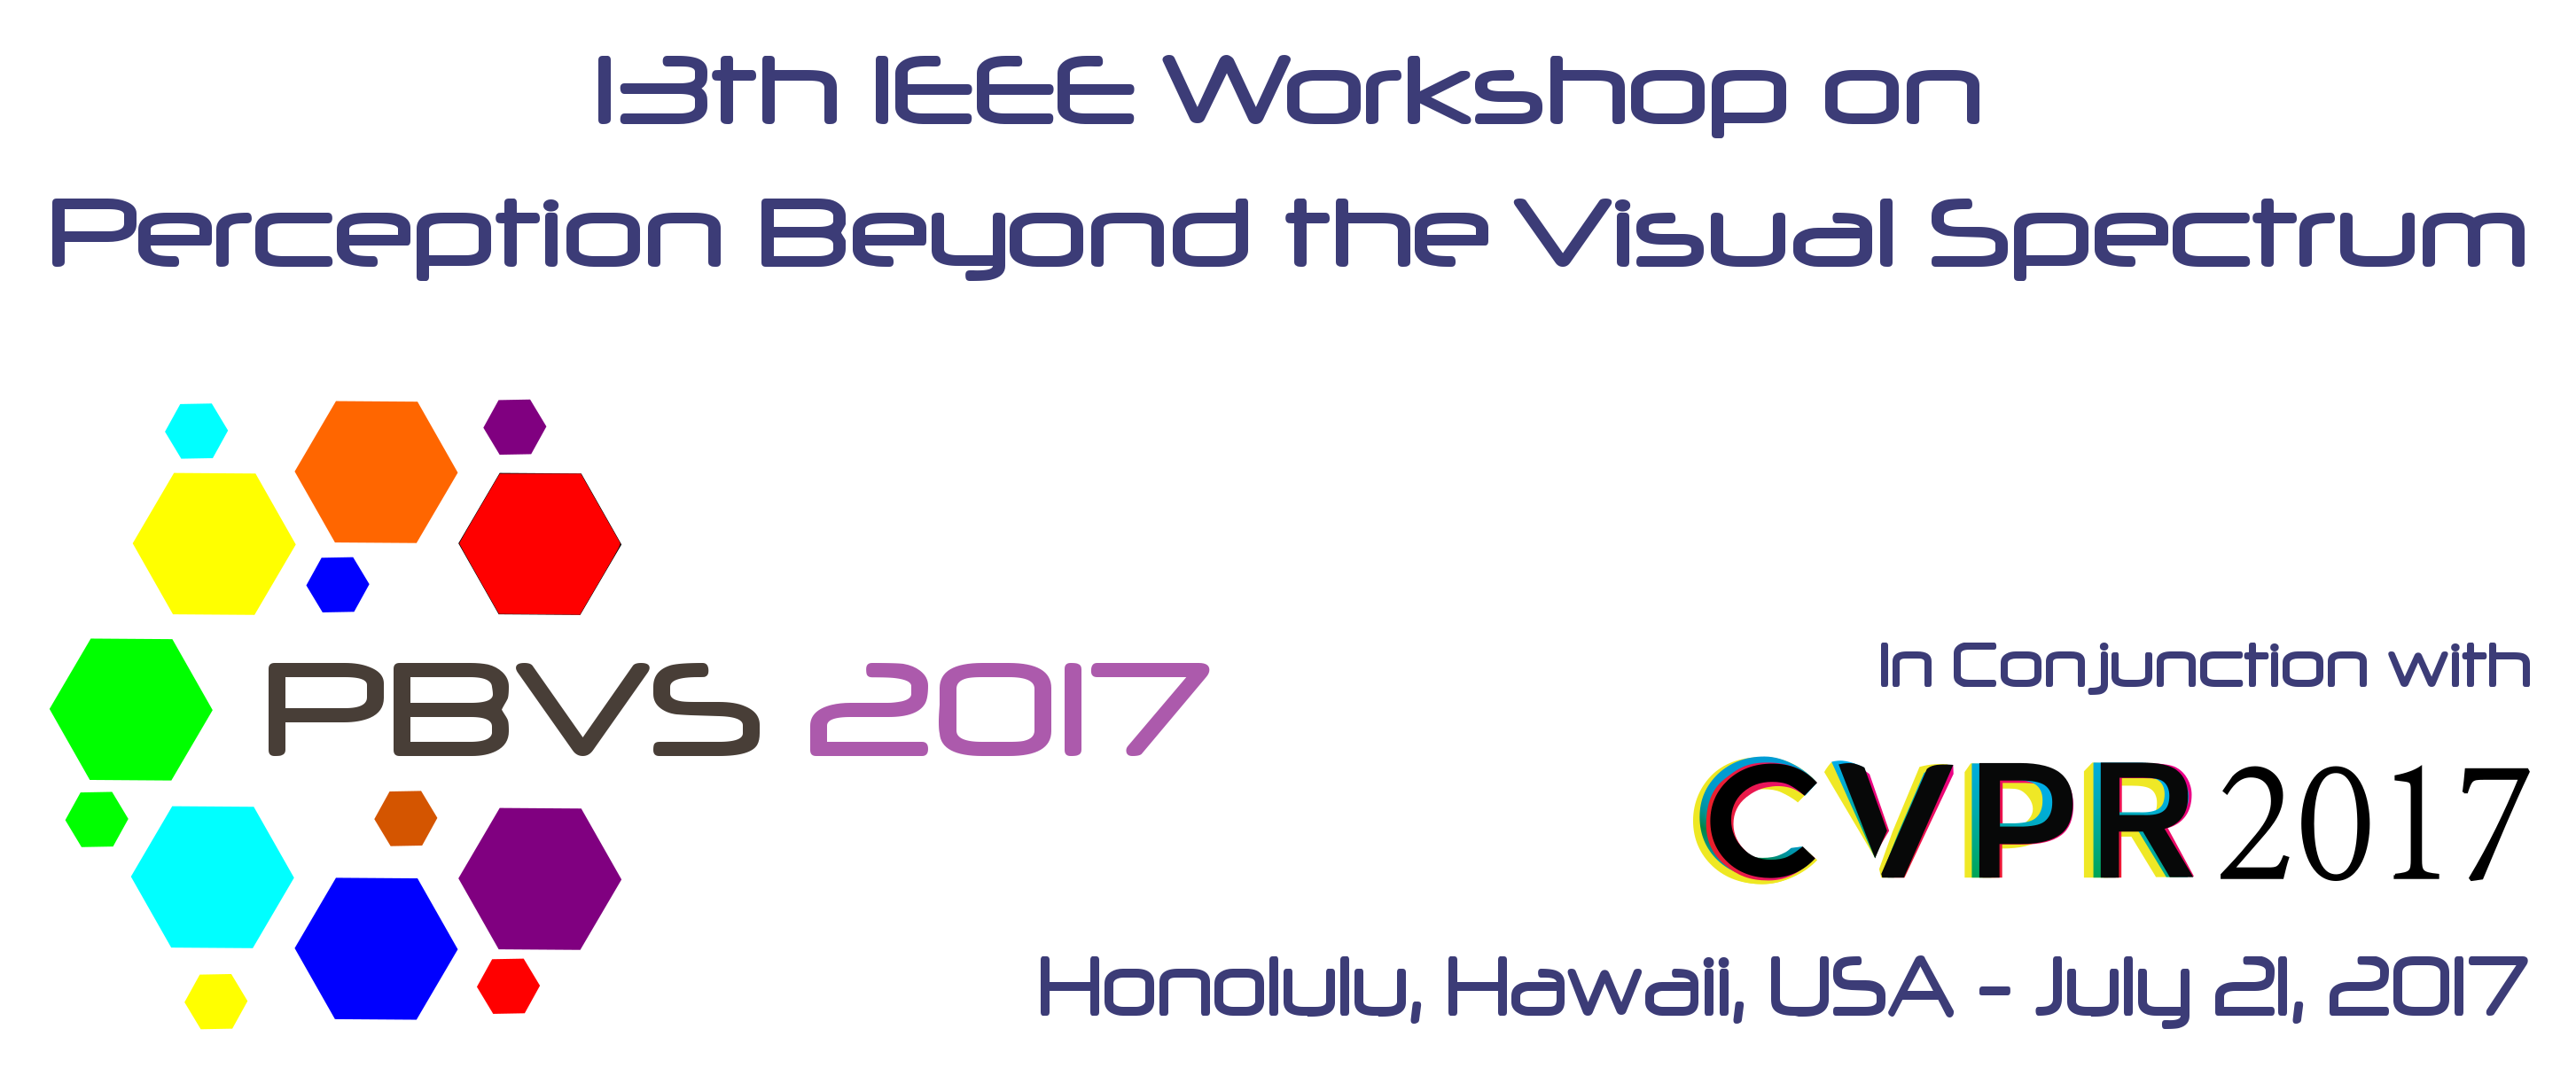 13th IEEE Workshop on
Perception Beyond the Visual Spectrum
PBVS 2017
In Conjunction with
CVPR 2017
Honolulu, Hawaii, USA - July 21, 2017